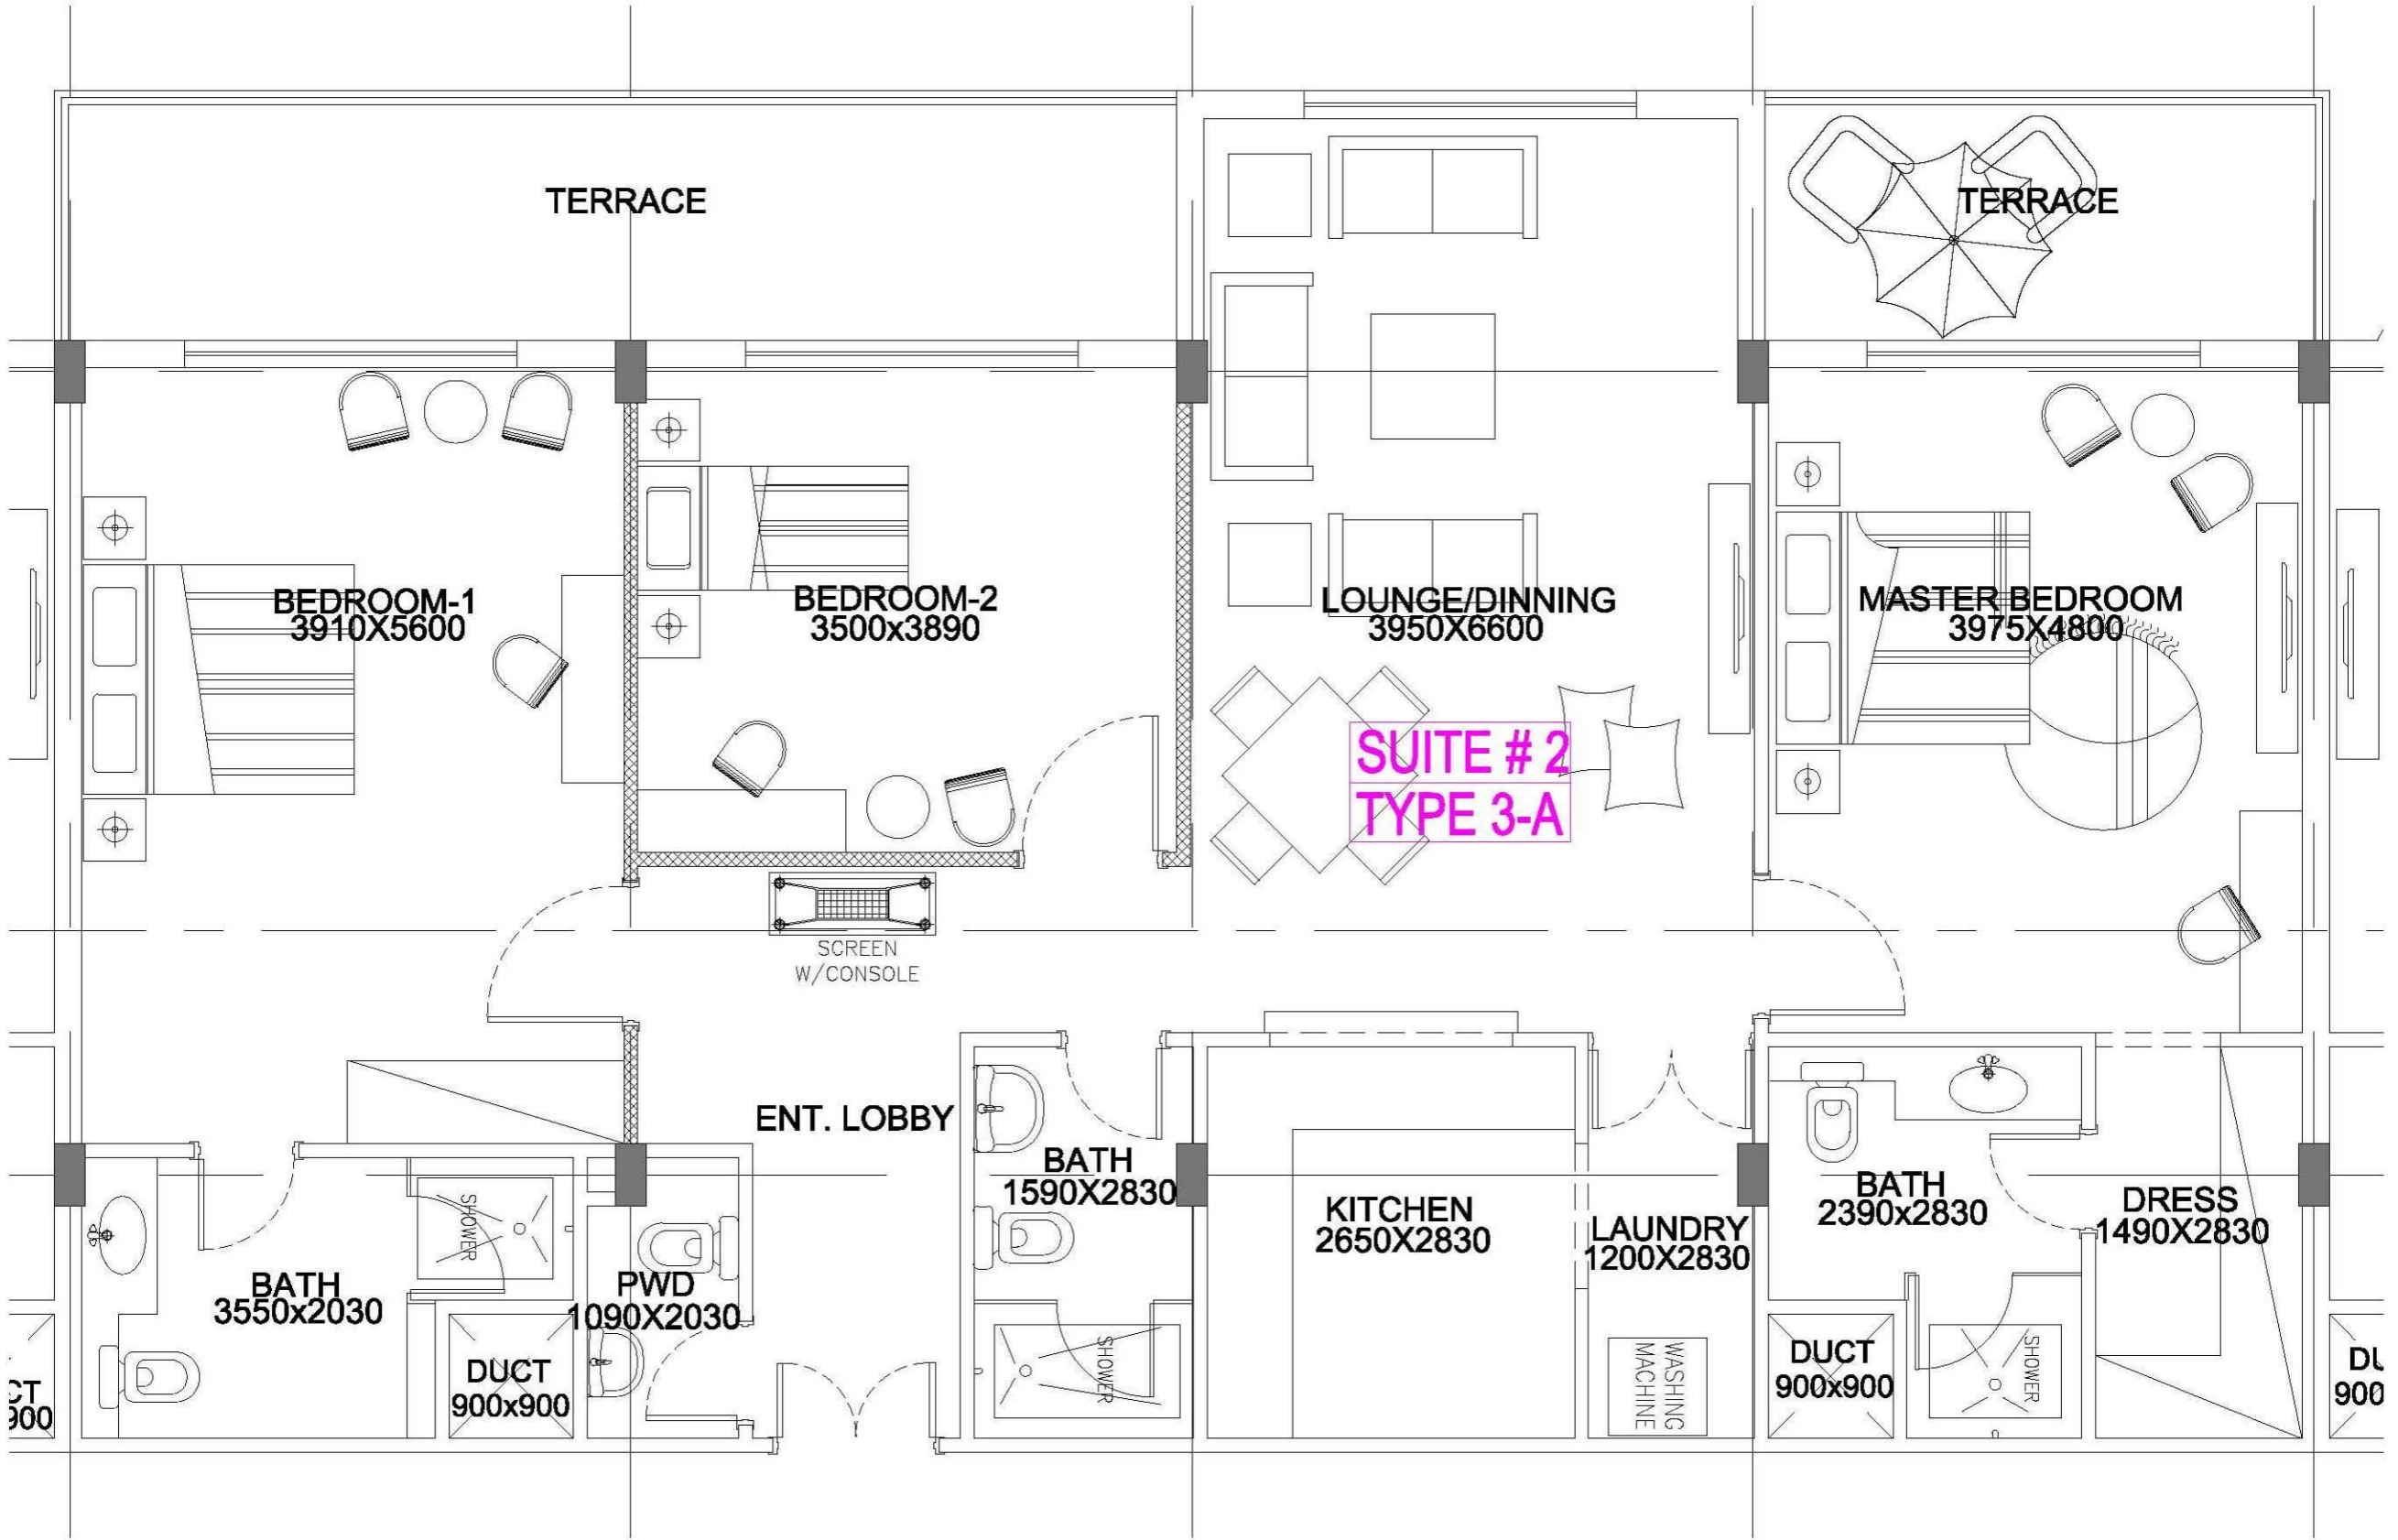 TERRACE
TERRACE
BEDROOM-1
3910X5600
BEDROOM-2
3500x3890
LOUNGE/DINNING
3950X6600
MASTER BEDROOM
3975X4800
SUITE # 2
TYPE 3-A
SCREEN
W/CONSOLE
ENT. LOBBY
BATH
1590X2830
KITCHEN
2650X2830
LAUNDRY
1200X2830
BATH
2390x2830
DRESS
1490X2830
SHOWER
BATH
3550x2030
PWD
1090X2030
DUCT
900x900
SHOWER
WASHING
MACHINE
DUCT
900x900
SHOWER
CT
900
DU
900